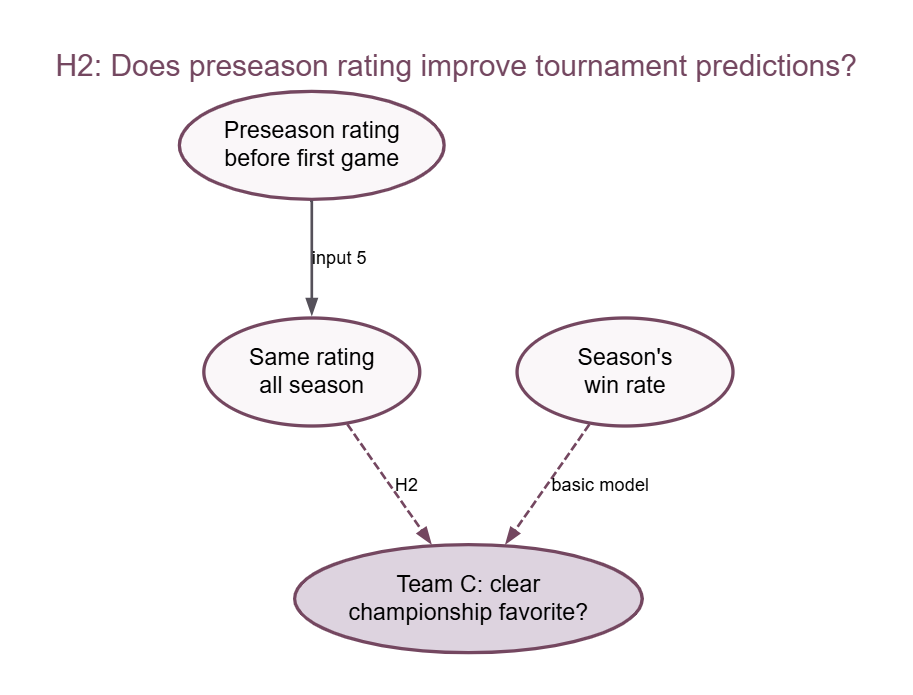 H2: Does preseason rating improve tournament predictions?
Preseason rating
before first game
input 5
Same rating
all season
Season's
win rate
H2
basic model
Team C: clear
championship favorite?